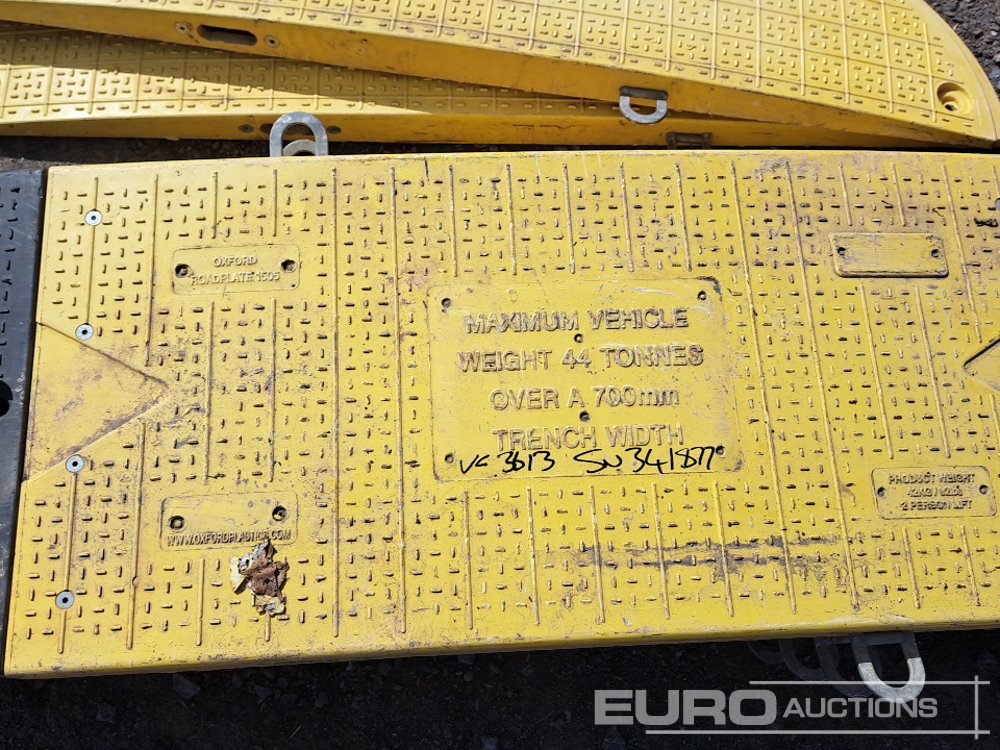 OXFORD
ROADPLATE 1505
MAXIMUM VEHICLE
WEIGHT 44 TONNES
OVER A 700mm
TRENCH WIDTH
VC 3613 SN 341877
WWW.OXFORDPLASTICS.COM
PRODUCT WEIGHT
2 PERSON LIFT
EURO AUCTIONS